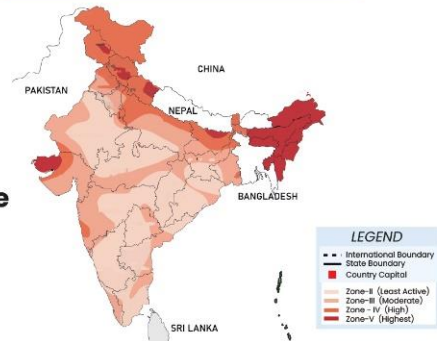 CHINA
PAKISTAN
NEPAL
BANGLADESH
e
SRI LANKA
LEGEND
International Boundary
State Boundary
Country Capital
Zone-II (Least Active)
Zone-III (Moderate)
Zone - IV (High)
Zone-V (Highest)